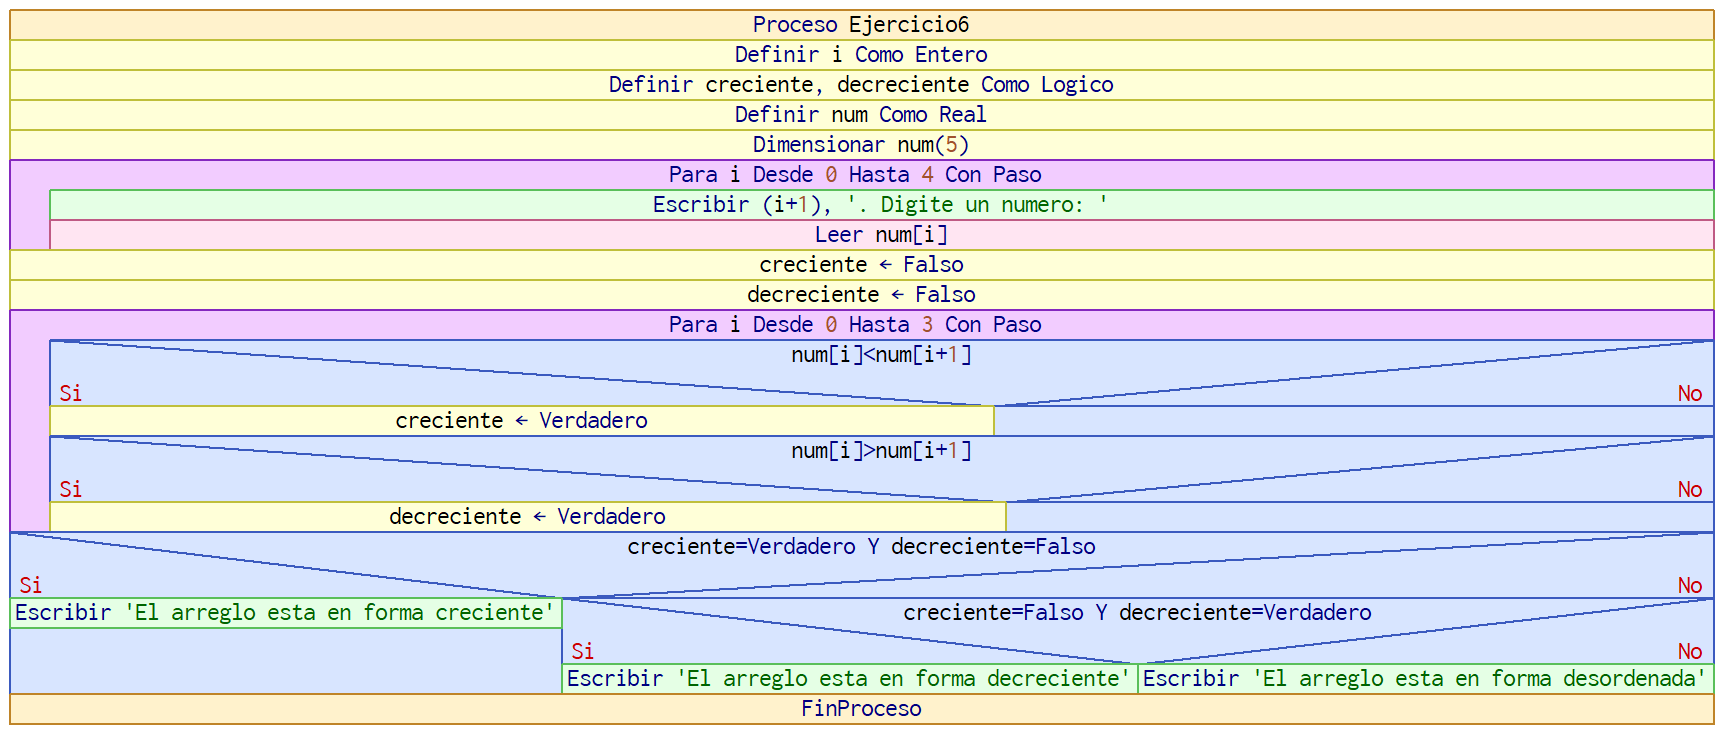 Proceso Ejercicio6
Definir i Como Entero
Definir creciente, decreciente Como Logico
Definir num Como Real
Dimensionar num(5)
Para i Desde 0 Hasta 4 Con Paso
Escribir (i+1), '. Digite un numero: '
Leer num[i]
creciente ← Falso
decreciente ← Falso
Para i Desde 0 Hasta 3 Con Paso
num[i]<num[i+1]
Si No
creciente ← Verdadero
num[i]>num[i+1]
Si No
decreciente ← Verdadero
creciente=Verdadero Y decreciente=Falso
Si No
Escribir 'El arreglo esta en forma creciente'
creciente=Falso Y decreciente=Verdadero
Si No
Escribir 'El arreglo esta en forma decreciente'
Escribir 'El arreglo esta en forma desordenada'
FinProceso